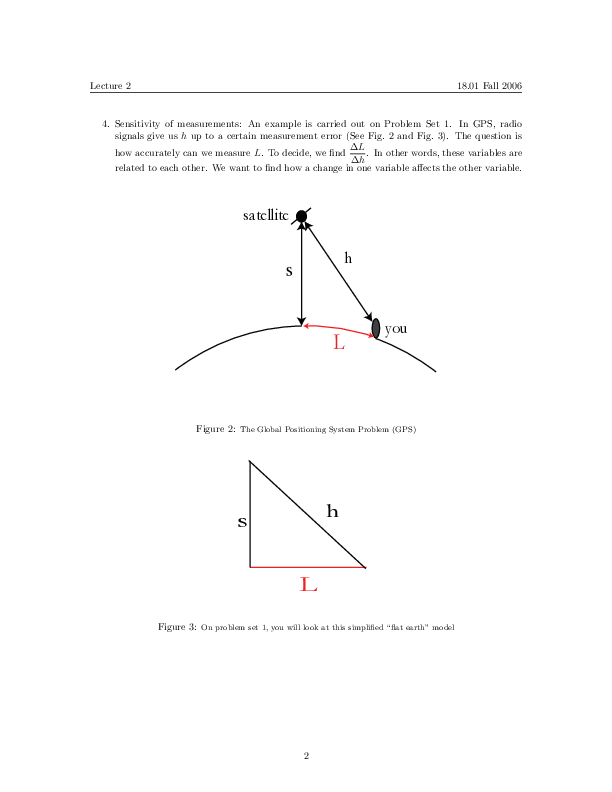 Lecture 2 18.01 Fall 2006
4. Sensitivity of measurements: An example is carried out on Problem Set 1. In GPS, radio
signals give us h up to a certain measurement error (See Fig. 2 and Fig. 3). The question is
how accurately can we measure L. To decide, we find ΔL/Δh. In other words, these variables are
related to each other. We want to find how a change in one variable affects the other variable.
satellite
h
s
you
L
Figure 2: The Global Positioning System Problem (GPS)
h
s
L
Figure 3: On problem set 1, you will look at this simplified “flat earth” model
2